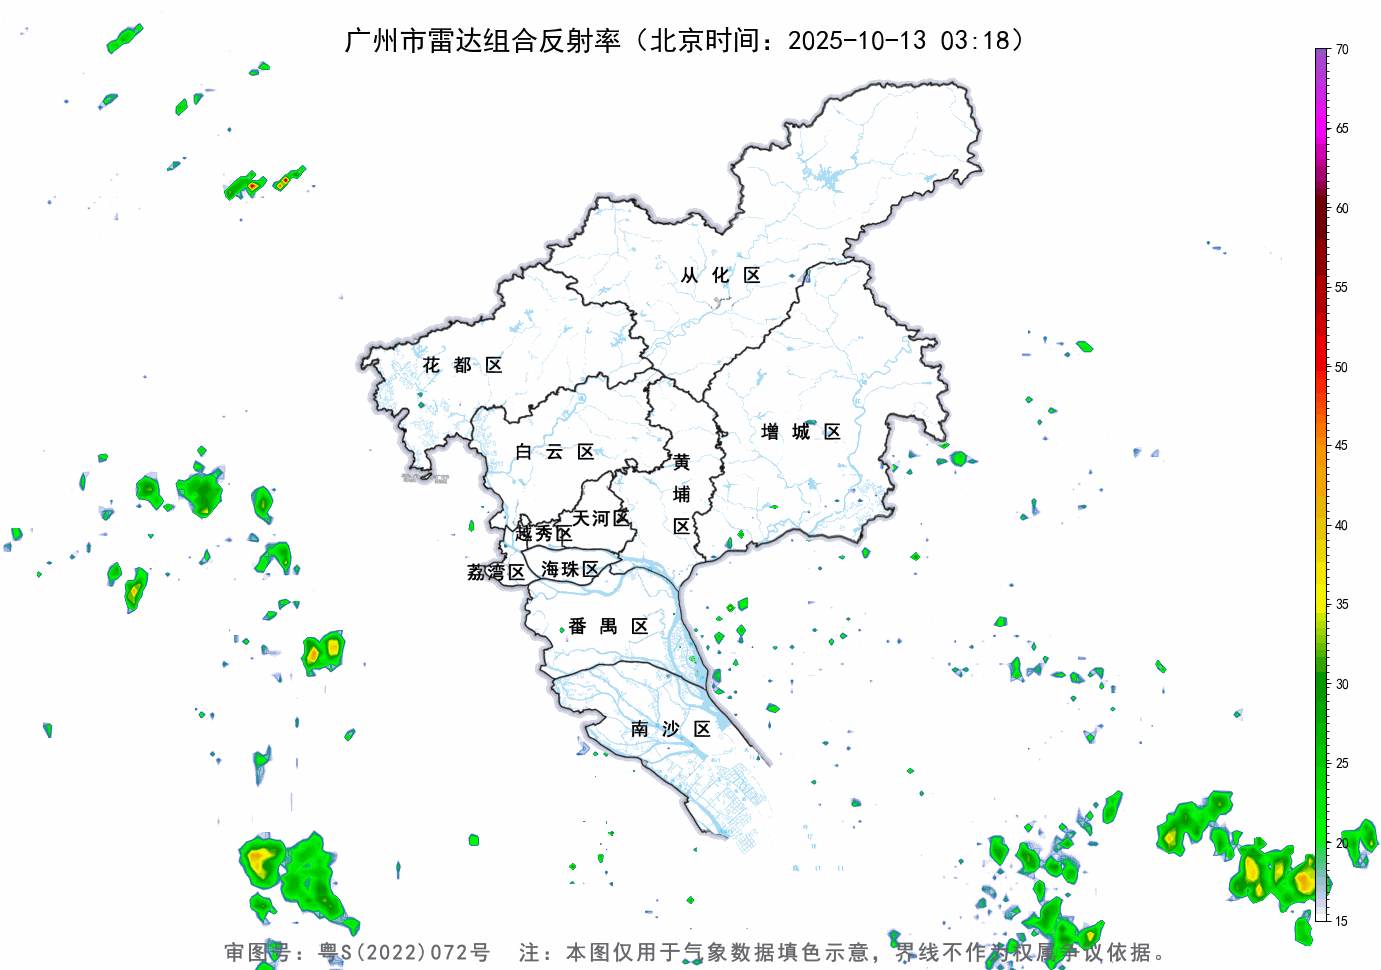 广州市雷达组合反射率（北京时间：2025-10-13 03:18）
70
65
60
55
50
45
40
35
30
25
20
15
从化区
花都区
增城区
白云区
黄埔区
天河区
越秀区
荔湾区
海珠区
番禺区
南沙区
审图号：粤S(2022)072号 注：本图仅用于气象数据填色示意，界线不作为权属争议依据。